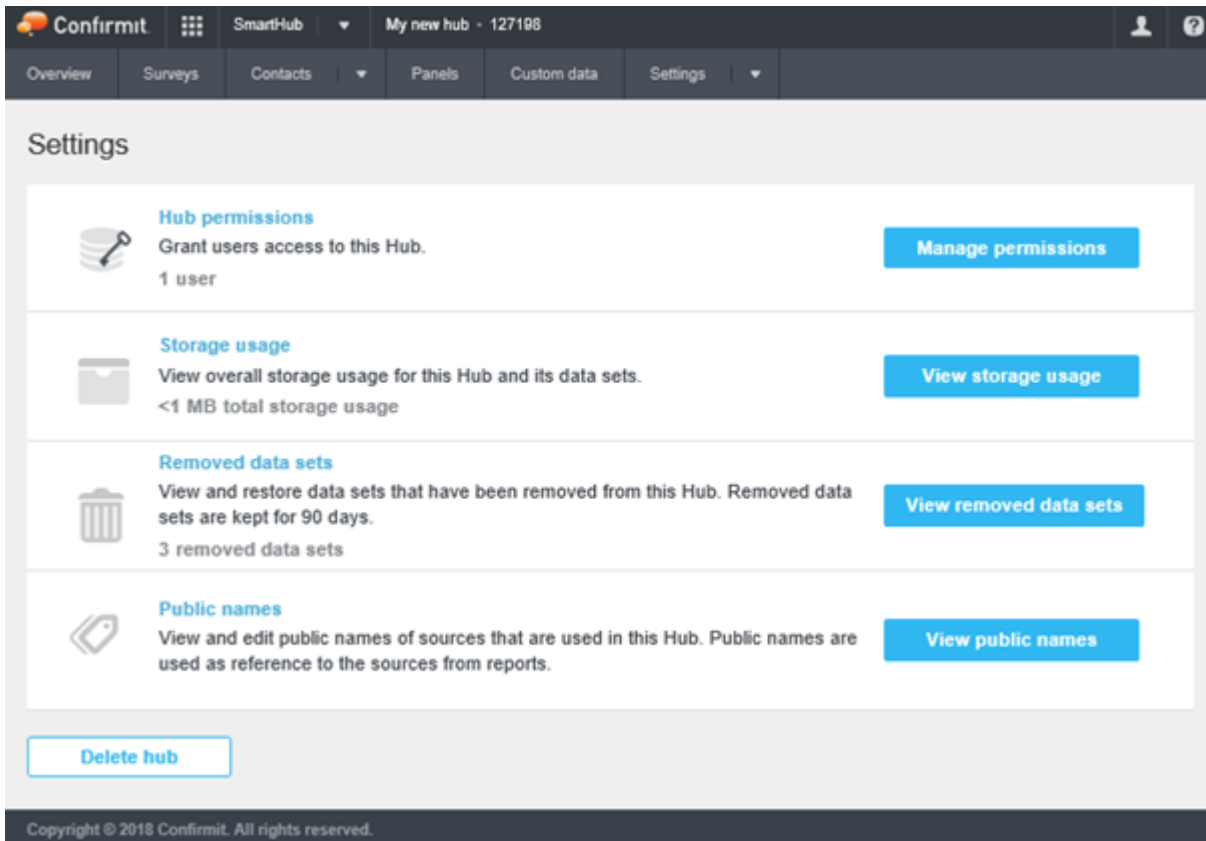 Confirmit. SmartHub My new hub - 127198
Overview Surveys Contacts Panels Custom data Settings
Settings
Hub permissions
Grant users access to this Hub.
1 user
Manage permissions
Storage usage
View overall storage usage for this Hub and its data sets.
<1 MB total storage usage
View storage usage
Removed data sets
View and restore data sets that have been removed from this Hub. Removed data
sets are kept for 90 days.
3 removed data sets
View removed data sets
Public names
View and edit public names of sources that are used in this Hub. Public names are
used as reference to the sources from reports.
View public names
Delete hub
Copyright © 2018 Confirmit. All rights reserved.